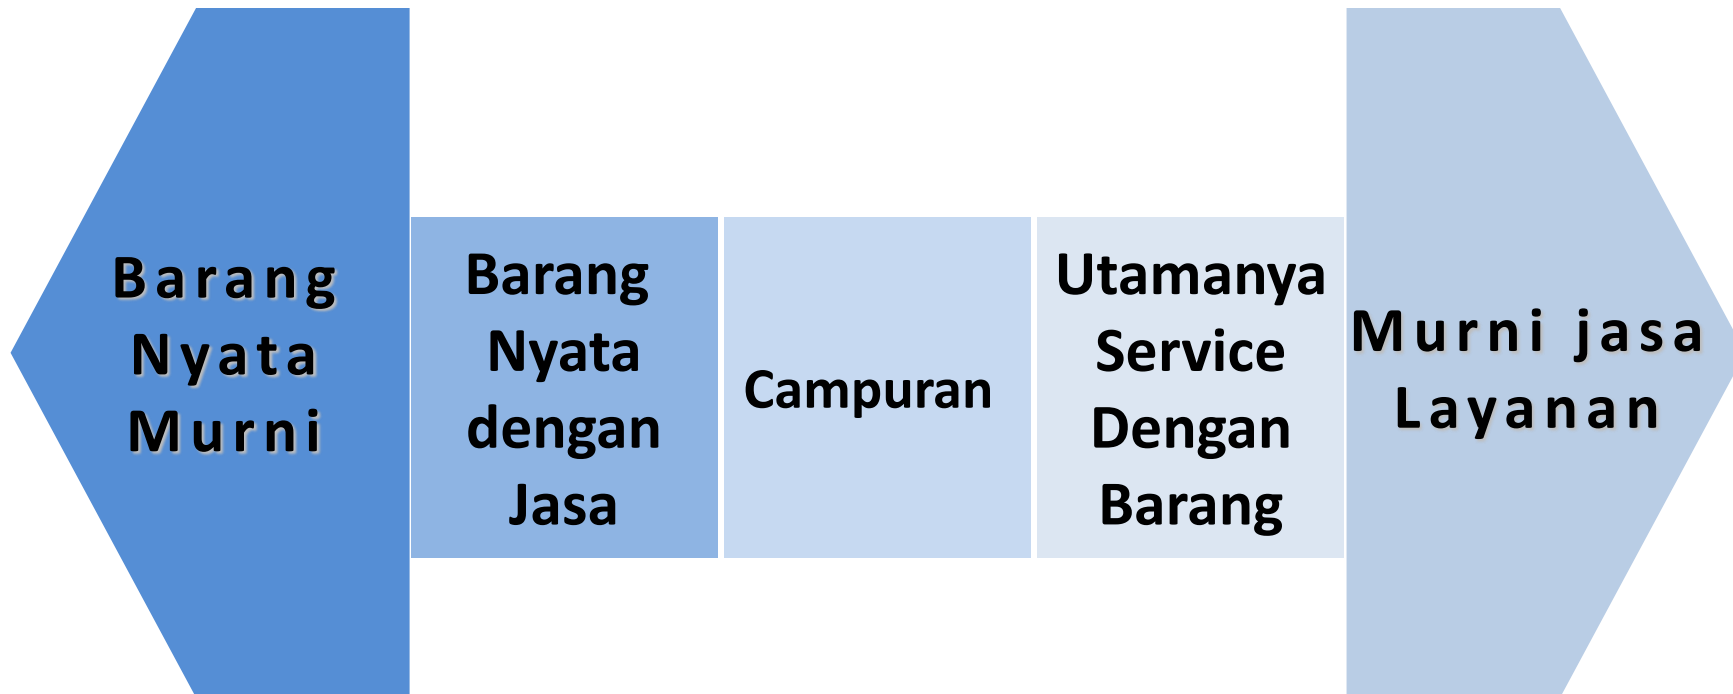 Barang
Nyata
Murni
Barang
Nyata
dengan
Jasa
Campuran
Utamanya
Service
Dengan
Barang
Murni jasa
Layanan